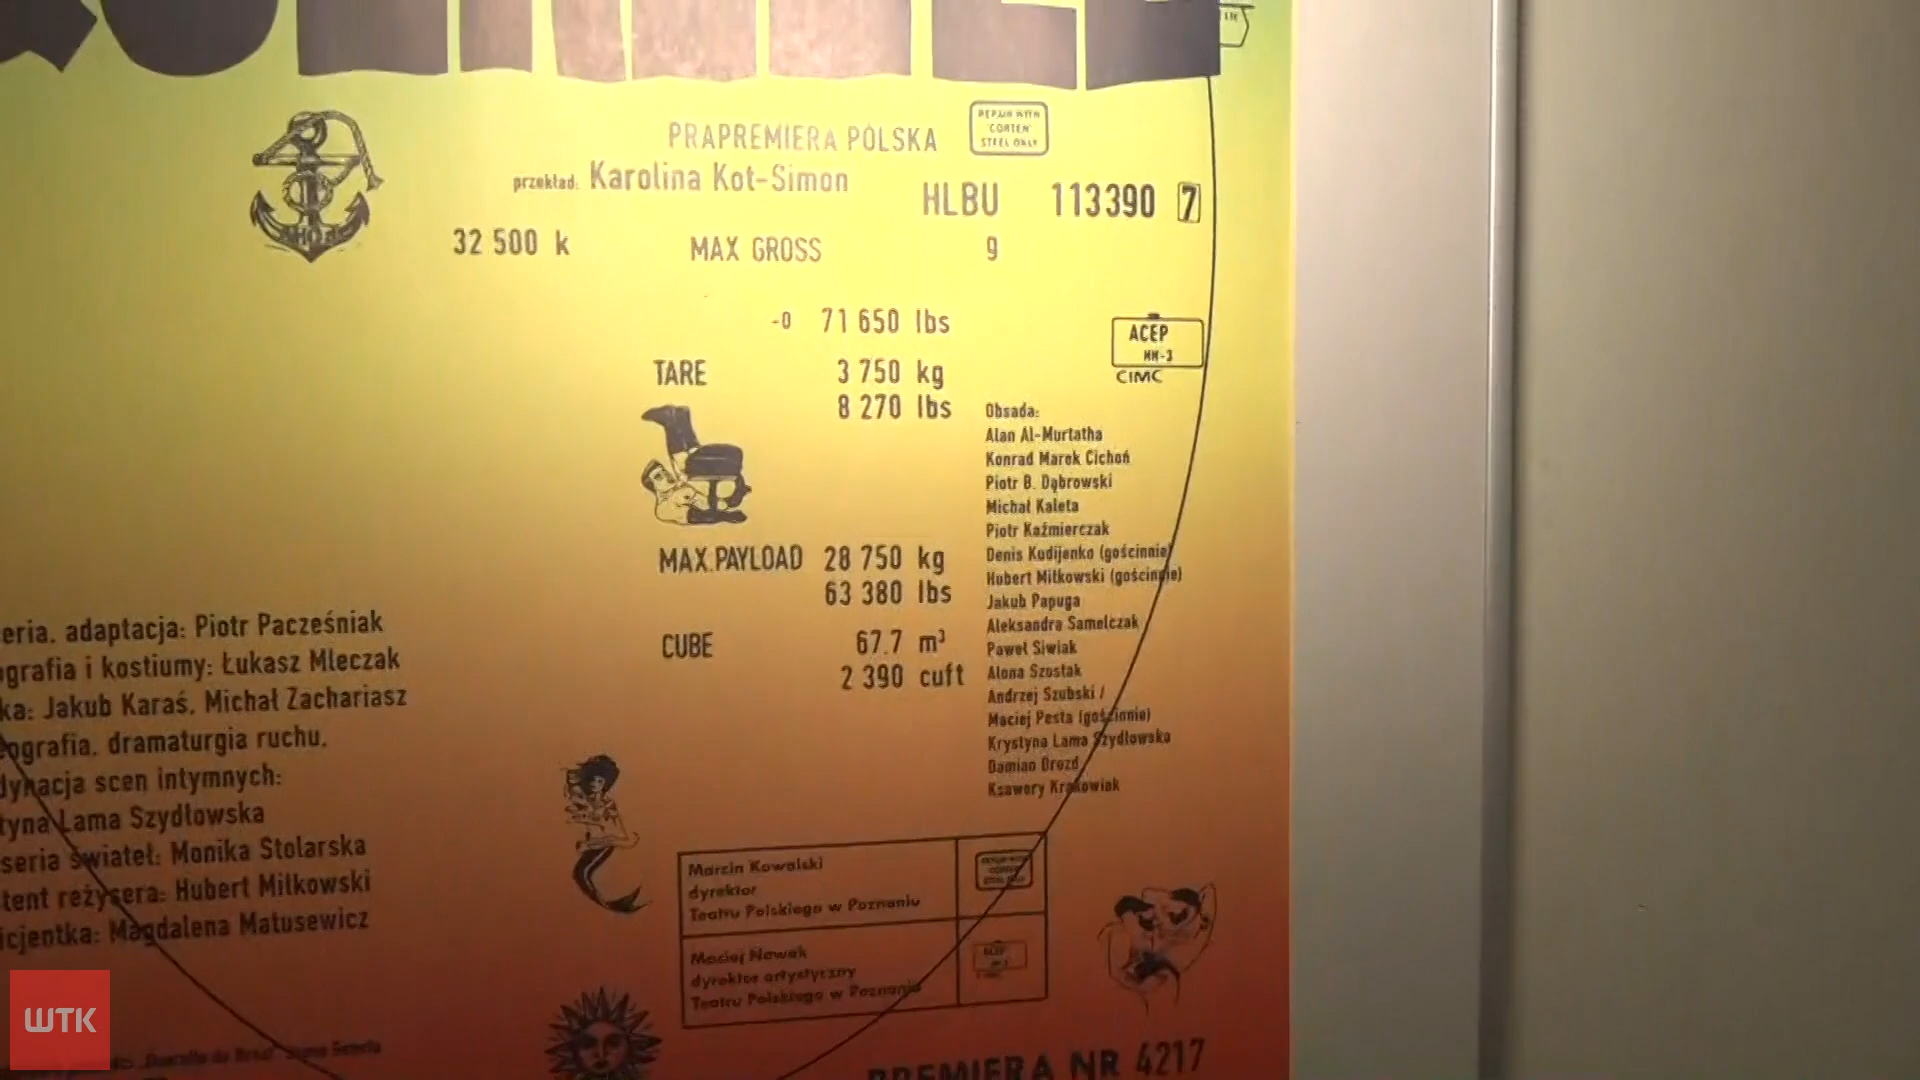 PRAPREMIERA POLSKA
REPAIR WITH
'CORTEN'
STEEL ONLY
przekład: Karolina Kot-Simon
HLBU 113390 7
32 500 k MAX GROSS 9
-0 71 650 lbs
ACEP
HH-3
CIMC
TARE 3 750 kg
8 270 lbs
Obsada:
Alan Al-Murtatha
Konrad Marek Cichoń
Piotr B. Dąbrowski
Michał Kaleta
Piotr Kaźmierczak
Denis Kudijenko (gościnnie)
Hubert Miłkowski (gościnnie)
Jakub Papuga
Aleksandra Samelczak
Paweł Siwiak
Alona Szostak
Andrzej Szubski /
Maciej Pesta (gościnnie)
Krystyna Lama Szydłowska
Damian Drozd
Ksawery Krakowiak
MAX.PAYLOAD 28 750 kg
63 380 lbs
CUBE 67.7 m³
2 390 cuft
eria, adaptacja: Piotr Pacześniak
ografia i kostiumy: Łukasz Mleczak
ka: Jakub Karaś, Michał Zachariasz
eografia, dramaturgia ruchu,
dynacja scen intymnych:
tyna Lama Szydłowska
seria świateł: Monika Stolarska
tent reżysera: Hubert Miłkowski
icjentka: Magdalena Matusewicz
Marcin Kowalski
dyrektor
Teatru Polskiego w Poznaniu
Maciej Nowak
dyrektor artystyczny
Teatru Polskiego w Poznaniu
WTK
PREMIERA NR 4217